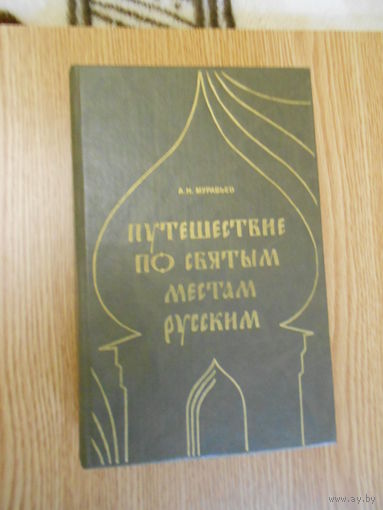 А. Н. МУРАВЬЕВ
ПУТЕШЕСТВИЕ
ПО СВЯТЫМ
МЕСТАМ
РУССКИМ
www.ay.by